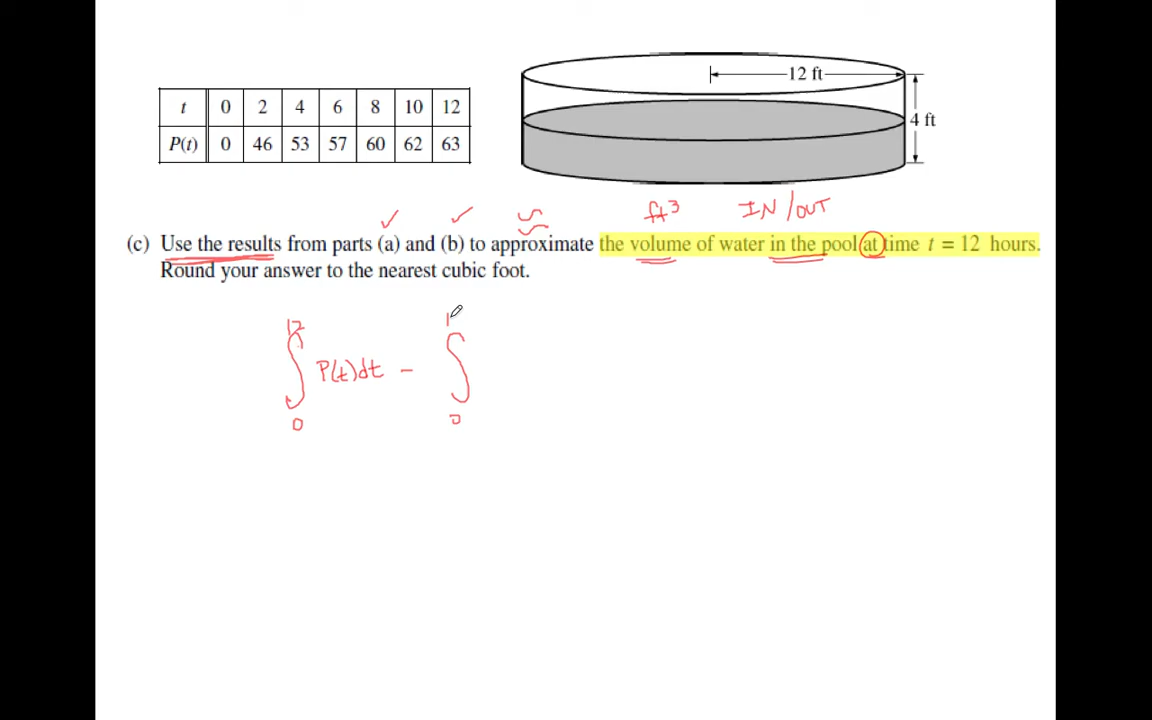 12 ft
t 0 2 4 6 8 10 12
4 ft
P(t) 0 46 53 57 60 62 63
ft³ IN/OUT
(c) Use the results from parts (a) and (b) to approximate the volume of water in the pool at time t = 12 hours.
Round your answer to the nearest cubic foot.
12 1
∫ P(t)dt - ∫
0 0